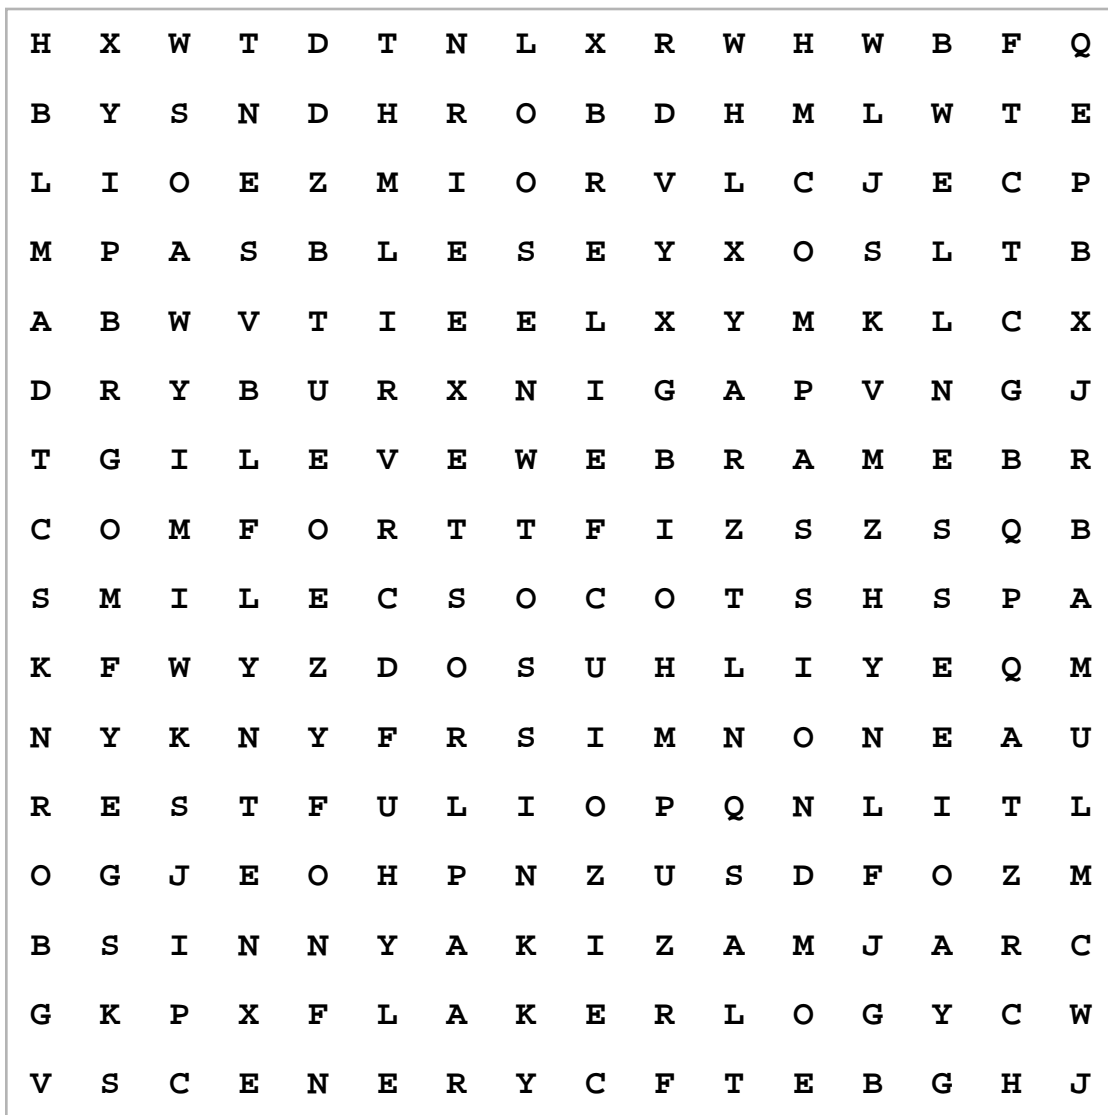 H X W T D T N L X R W H W B F Q
B Y S N D H R O B D H M L W T E
L I O E Z M I O R V L C J E C P
M P A S B L E S E Y X O S L T B
A B W V T I E E L X Y M K L C X
D R Y B U R X N I G A P V N G J
T G I L E V E W E B R A M E B R
C O M F O R T T F I Z S Z S Q B
S M I L E C S O C O T S H S P A
K F W Y Z D O S U H L I Y E Q M
N Y K N Y F R S I M N O N E A U
R E S T F U L I O P Q N L I T L
O G J E O H P N Z U S D F O Z M
B S I N N Y A K I Z A M J A R C
G K P X F L A K E R L O G Y C W
V S C E N E R Y C F T E B G H J